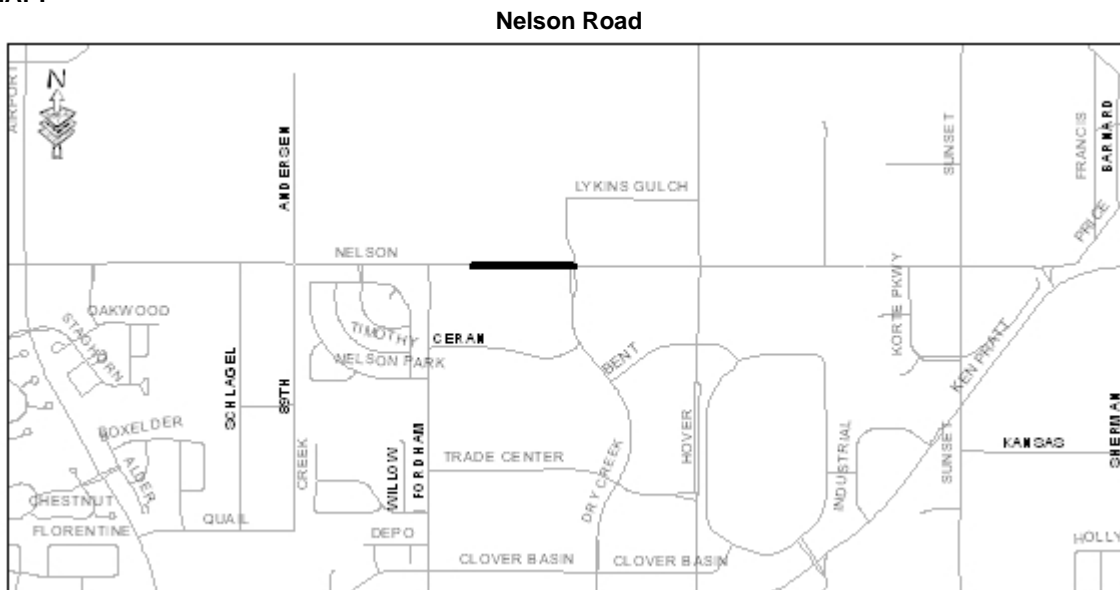 Nelson Road
N
AIRPORT
ANDERSEN
SUNSET
FRANCIS
BARNARD
LYKINS GULCH
PRICE
NELSON
OAKWOOD
STAGHORN
TIMOTHY
CERAN
KORTE PKWY
NELSON PARK
BENT
KEN PRATT
SCHLAGEL
89TH
BOXELDER
ALDER
CREEK
WILLOW
FORDHAM
TRADE CENTER
DRY CREEK
HOVER
INDUSTRIAL
SUNSET
KANSAS
SHERMAN
CHESTNUT
FLORENTINE
QUAIL
DEPO
CLOVER BASIN
CLOVER BASIN
HOLLY